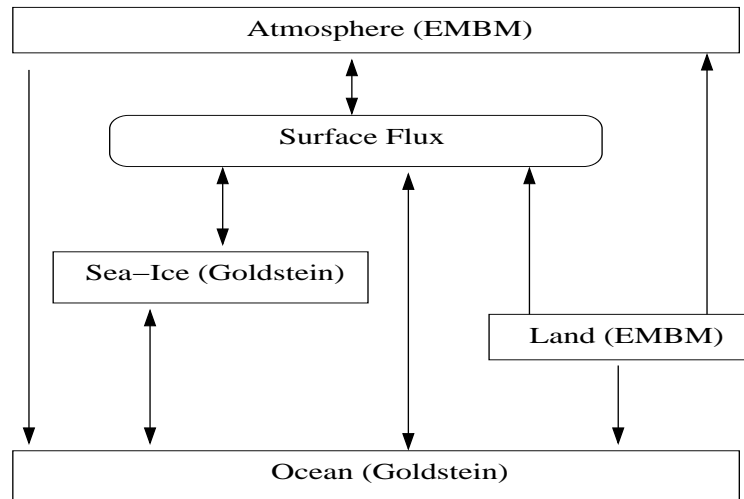 Atmosphere (EMBM)
Surface Flux
Sea−Ice (Goldstein)
Land (EMBM)
Ocean (Goldstein)